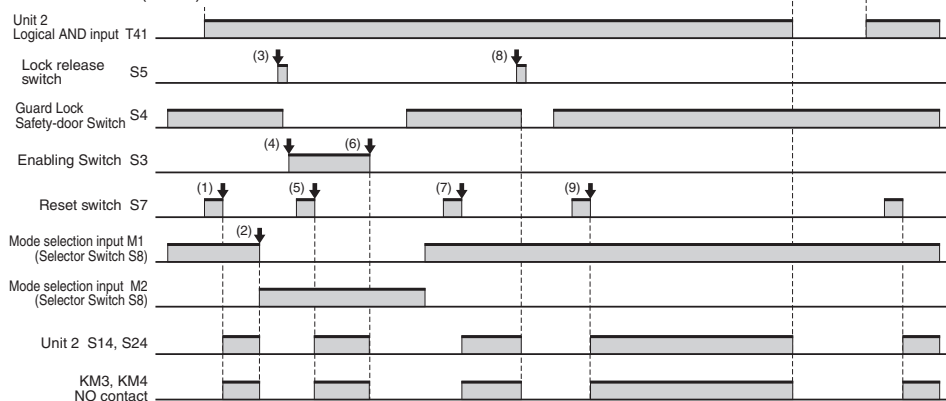 Unit 2
Logical AND input T41
(3)
(8)
Lock release
switch S5
Guard Lock
Safety-door Switch S4
(4)
(6)
Enabling Switch S3
(1)
(5)
(7)
(9)
Reset switch S7
(2)
Mode selection input M1
(Selector Switch S8)
Mode selection input M2
(Selector Switch S8)
Unit 2 S14, S24
KM3, KM4
NO contact